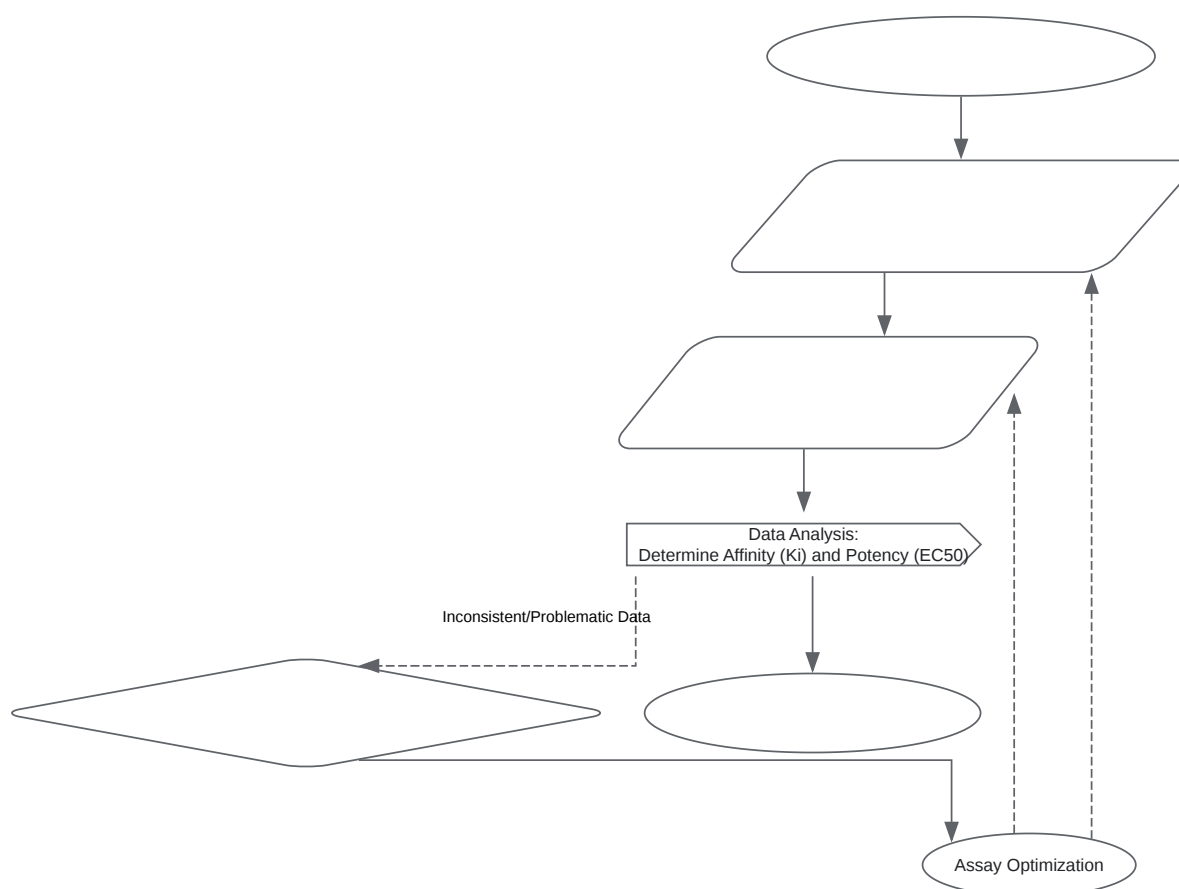 Data Analysis:
Determine Affinity (Ki) and Potency (EC50)
Inconsistent/Problematic Data
Assay Optimization